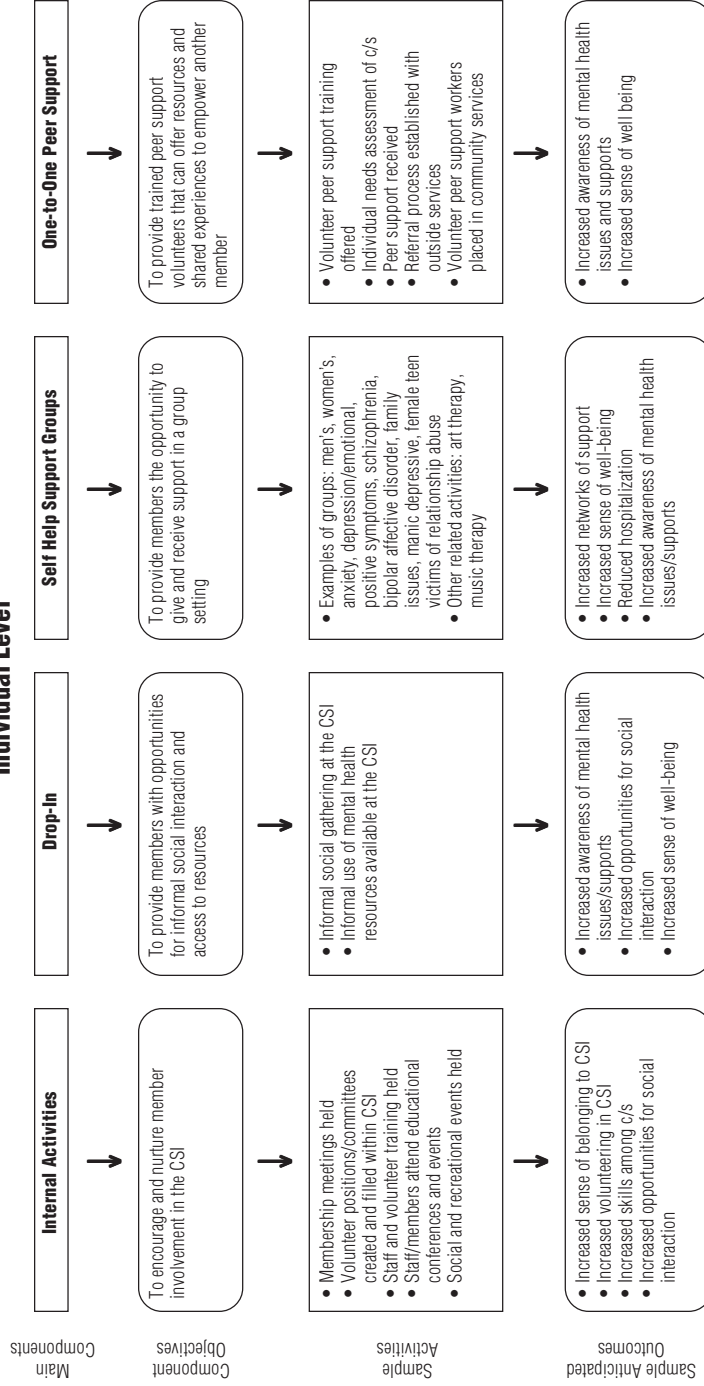 Individual Level
Main
Components
Internal Activities
Drop-In
Self Help Support Groups
One-to-One Peer Support
Component
Objectives
To encourage and nurture member
involvement in the CSI
To provide members with opportunities
for informal social interaction and
access to resources
To provide members the opportunity to
give and receive support in a group
setting
To provide trained peer support
volunteers that can offer resources and
shared experiences to empower another
member
Sample
Activities
• Membership meetings held
• Volunteer positions/committees
created and filled within CSI
• Staff and volunteer training held
• Staff/members attend educational
conferences and events
• Social and recreational events held
• Informal social gathering at the CSI
• Informal use of mental health
resources available at the CSI
• Examples of groups: men's, women's,
anxiety, depression/emotional,
positive symptoms, schizophrenia,
bipolar affective disorder, family
issues, manic depressive, female teen
victims of relationship abuse
• Other related activities: art therapy,
music therapy
• Volunteer peer support training
offered
• Individual needs assessment of c/s
• Peer support received
• Referral process established with
outside services
• Volunteer peer support workers
placed in community services
Sample Anticipated
Outcomes
• Increased sense of belonging to CSI
• Increased volunteering in CSI
• Increased skills among c/s
• Increased opportunities for social
interaction
• Increased awareness of mental health
issues/supports
• Increased opportunities for social
interaction
• Increased sense of well-being
• Increased networks of support
• Increased sense of well-being
• Reduced hospitalization
• Increased awareness of mental health
issues/supports
• Increased awareness of mental health
issues and supports
• Increased sense of well being